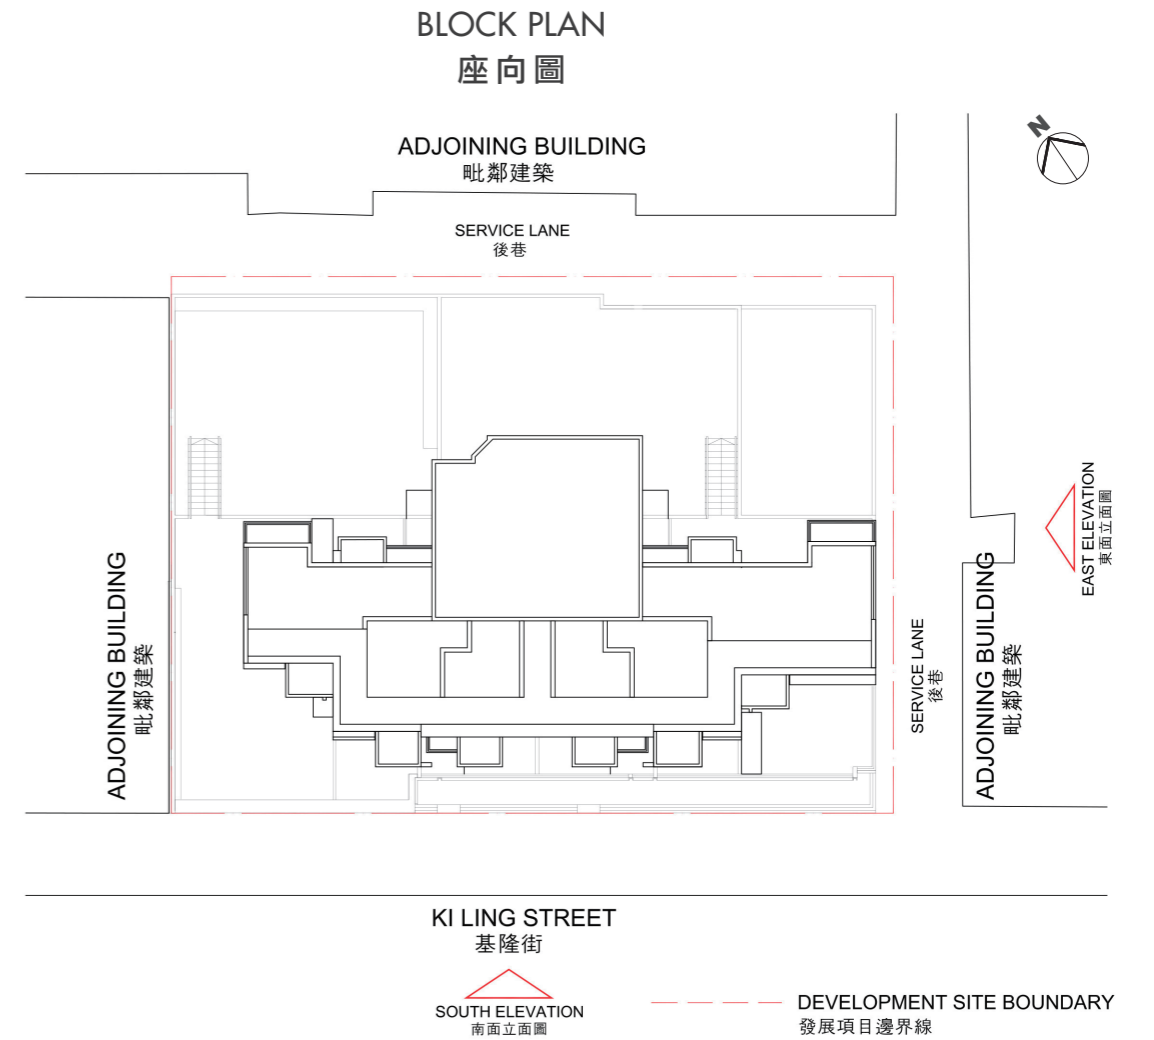 BLOCK PLAN
座向圖
N
ADJOINING BUILDING
毗鄰建築
SERVICE LANE
後巷
ADJOINING BUILDING
毗鄰建築
SERVICE LANE
後巷
ADJOINING BUILDING
毗鄰建築
EAST ELEVATION
東面立面圖
KI LING STREET
基隆街
SOUTH ELEVATION
南面立面圖
DEVELOPMENT SITE BOUNDARY
發展項目邊界線